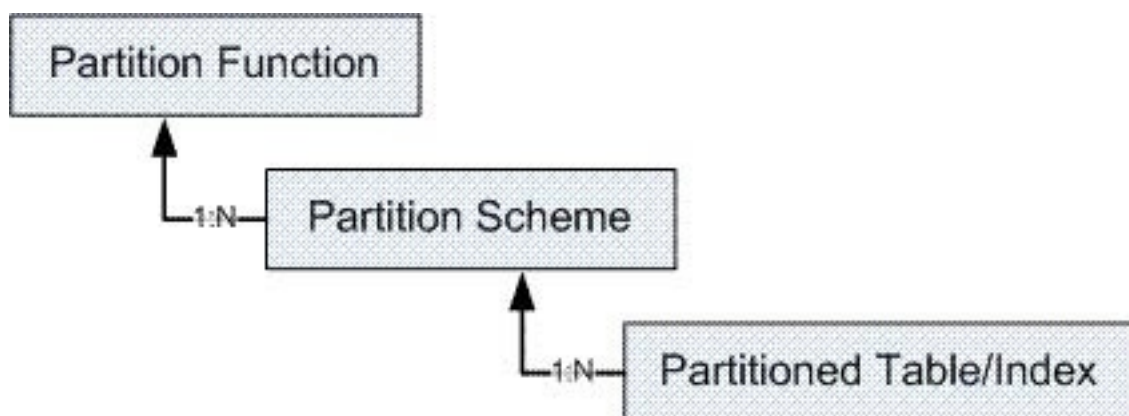 Partition Function
1:N
Partition Scheme
1:N
Partitioned Table/Index